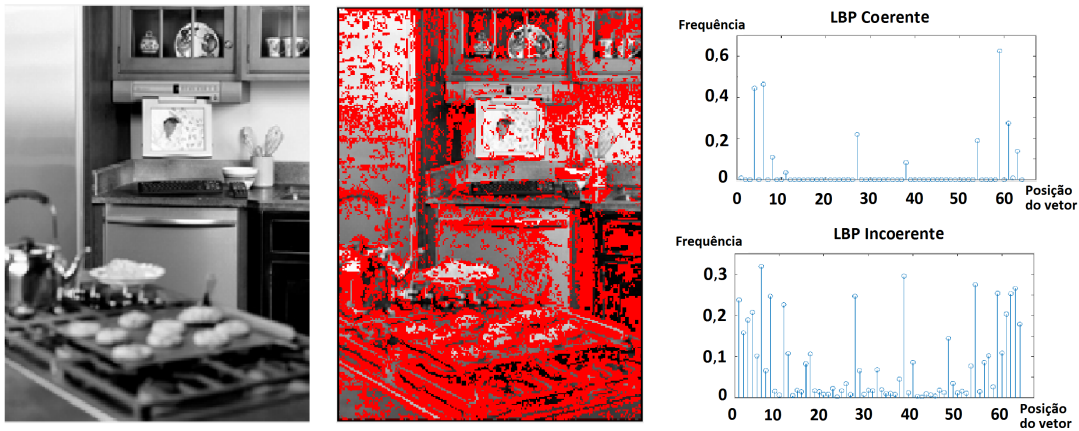 LBP Coerente
Frequência
0,6
0,4
0,2
0
0 10 20 30 40 50 60
Posição
do vetor
LBP Incoerente
Frequência
0,3
0,2
0,1
0
0 10 20 30 40 50 60
Posição
do vetor